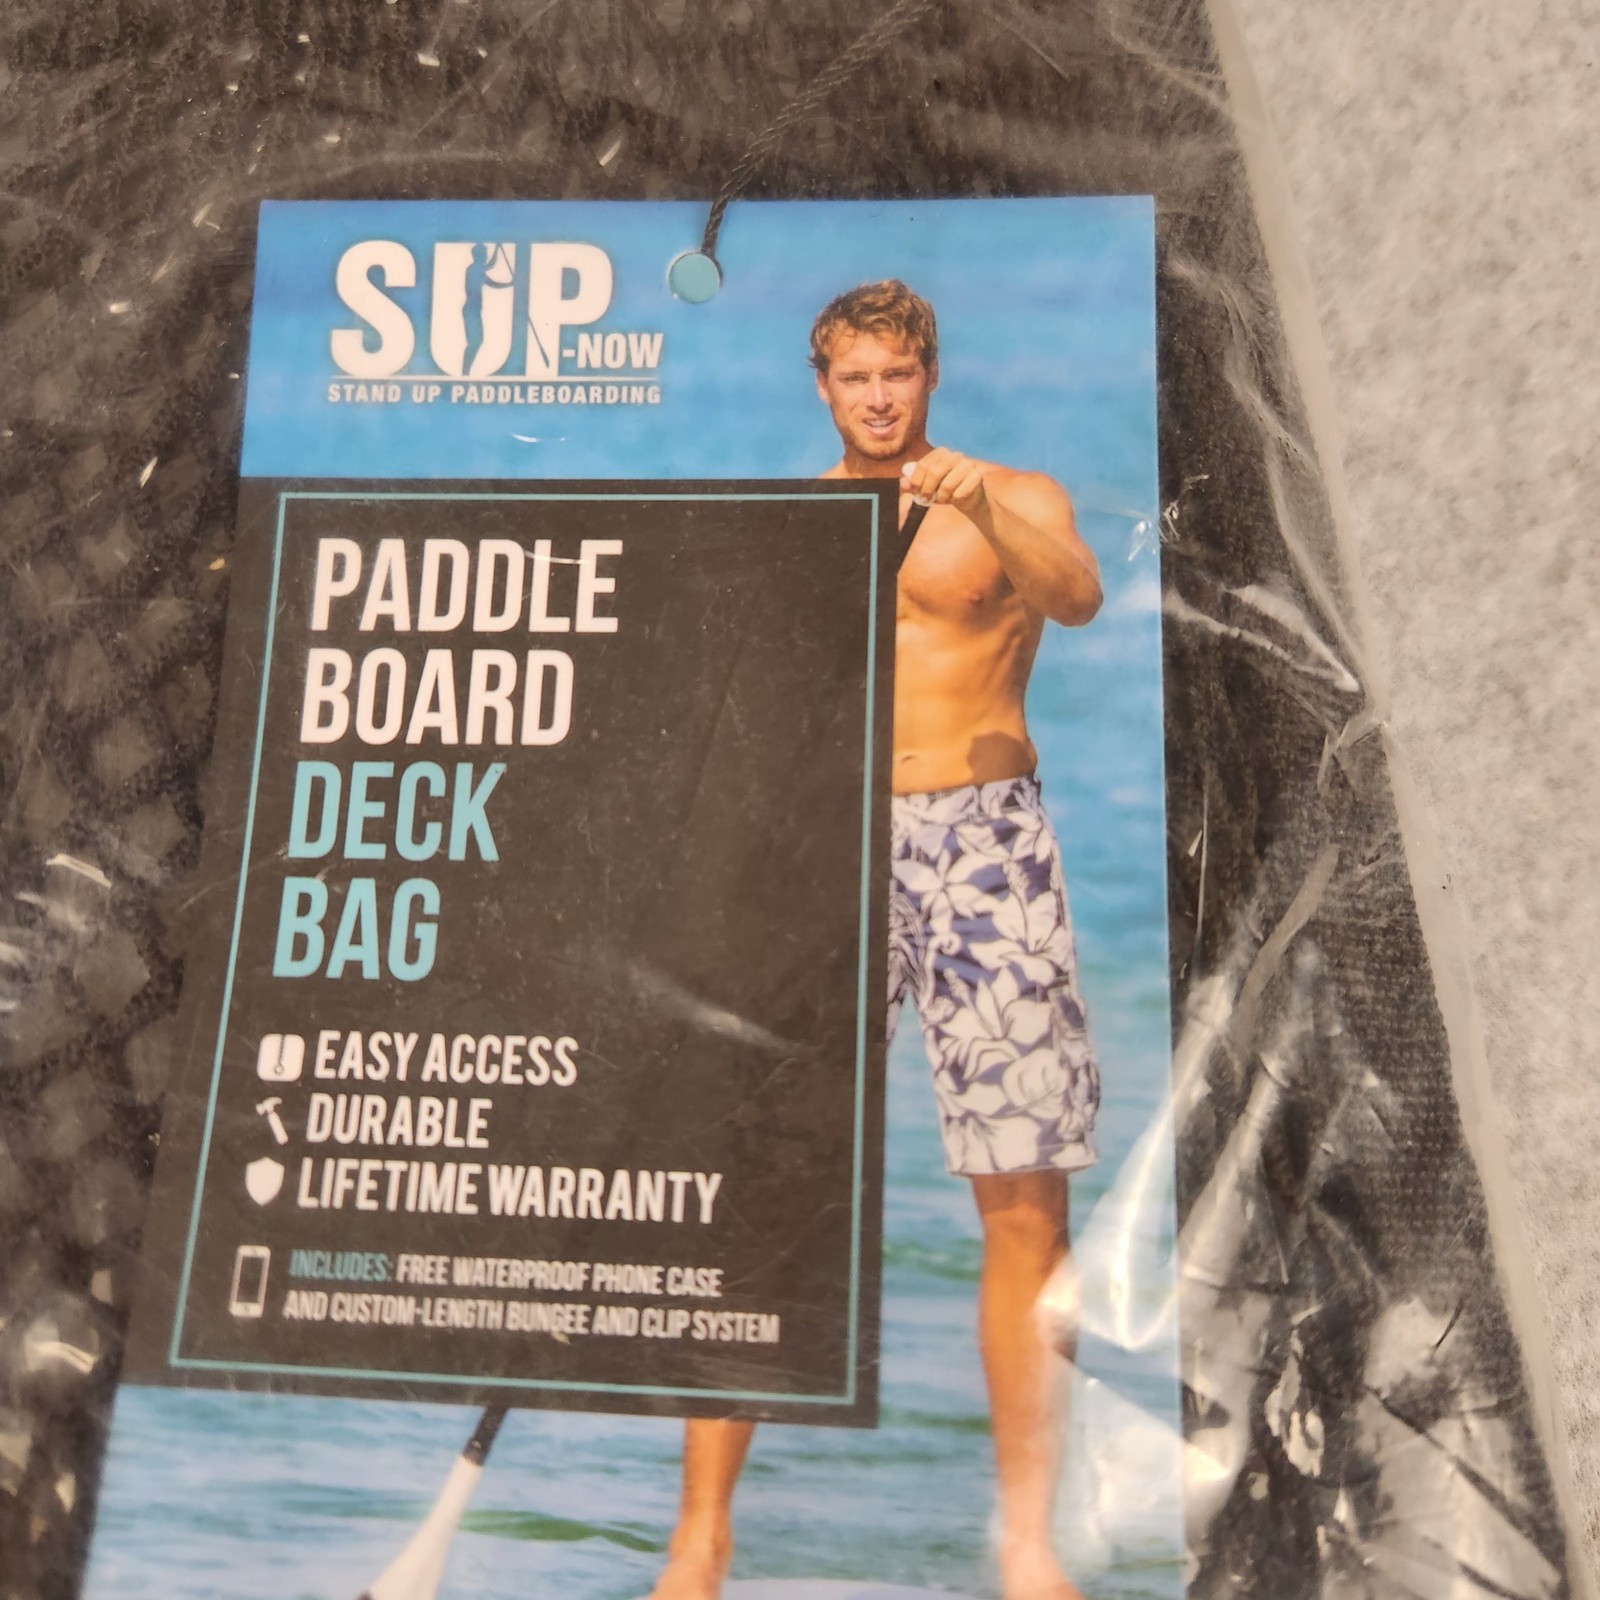 SUP-NOW
STAND UP PADDLEBOARDING
PADDLE
BOARD
DECK
BAG
EASY ACCESS
DURABLE
LIFETIME WARRANTY
INCLUDES: FREE WATERPROOF PHONE CASE
AND CUSTOM-LENGTH BUNGEE AND CLIP SYSTEM